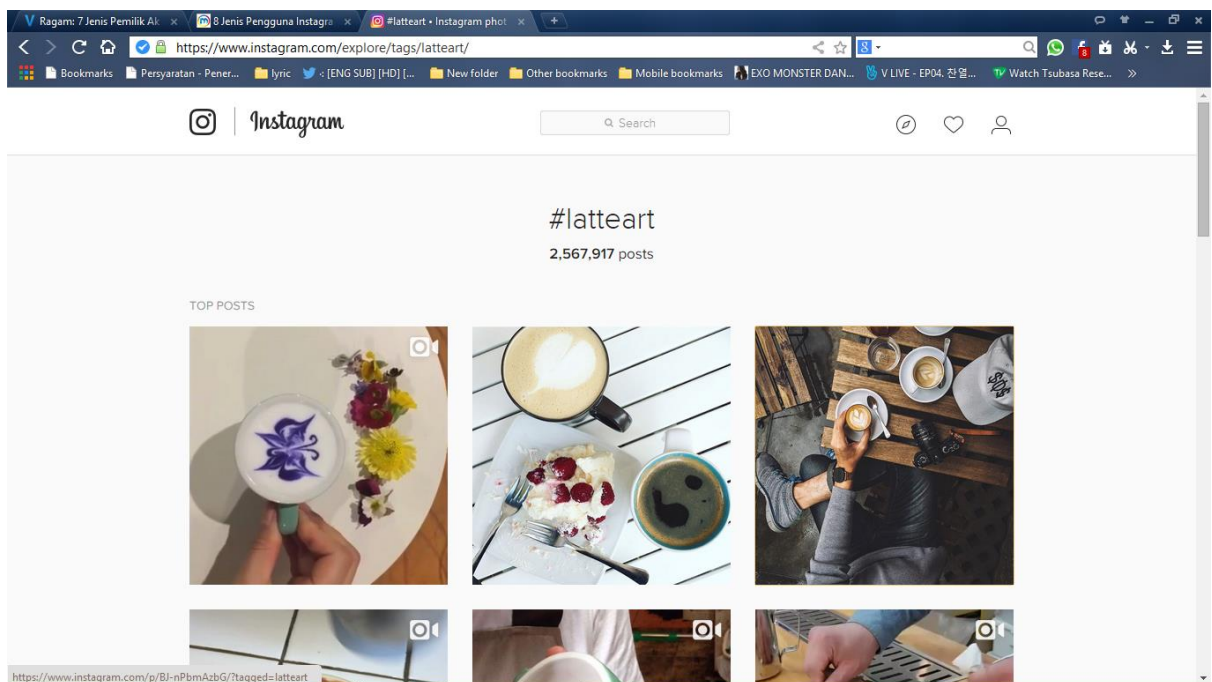 Ragam: 7 Jenis Pemilik Ak
8 Jenis Pengguna Instagra
#latteart • Instagram phot
https://www.instagram.com/explore/tags/latteart/
Bookmarks
Persyaratan - Pener...
lyric
[ENG SUB] [HD] [...
New folder
Other bookmarks
Mobile bookmarks
EXO MONSTER DAN...
V LIVE - EP04. 찬열...
Watch Tsubasa Rese...
Instagram
Search
#latteart
2,567,917 posts
TOP POSTS
https://www.instagram.com/p/BJ-nPbmAzbG/?tagged=latteart